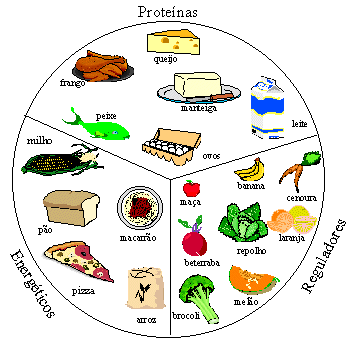 Proteínas
queijo
frango
manteiga
leite
peixe
ovos
milho
pão
macarrão
pizza
arroz
Energéticos
banana
cenoura
maça
laranja
repolho
beterraba
melão
brocoli
Reguladores